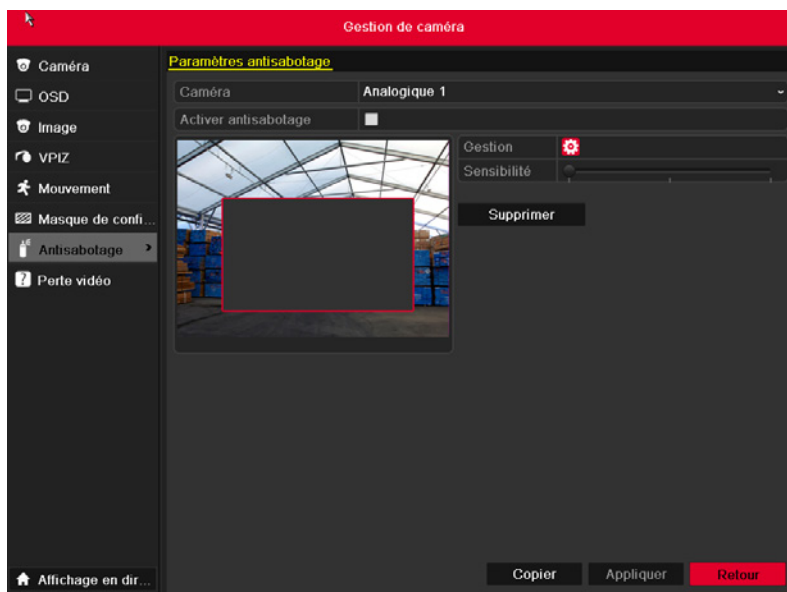 Gestion de caméra
Caméra
OSD
Image
VPIZ
Mouvement
Masque de confi...
Antisabotage
Perte vidéo
Affichage en dir...
Paramètres antisabotage
Caméra Analogique 1
Activer antisabotage
Gestion
Sensibilité
Supprimer
Copier Appliquer Retour